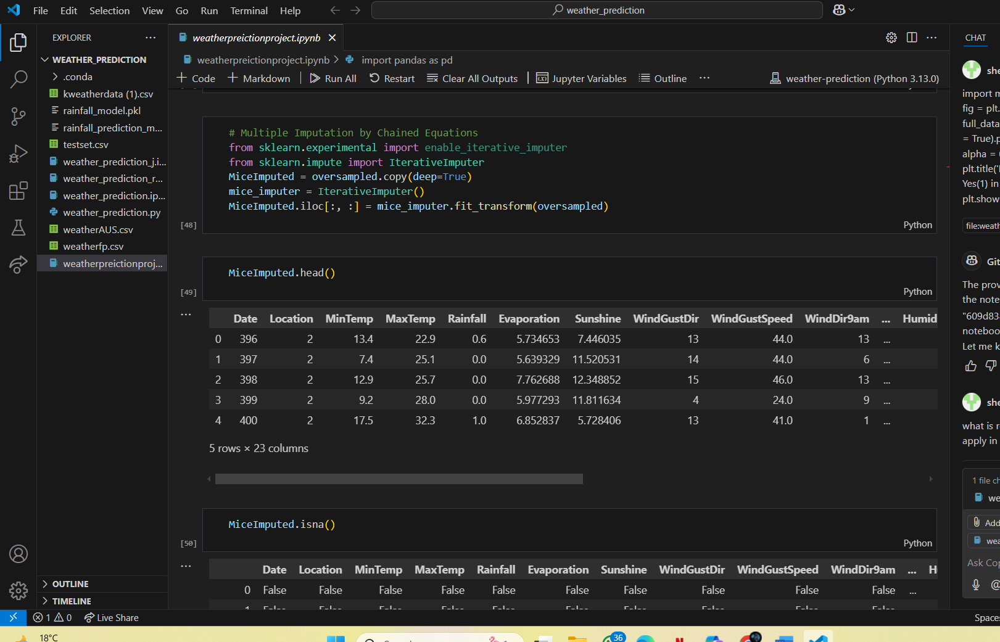 File Edit Selection View Go Run Terminal Help
weather_prediction
EXPLORER
WEATHER_PREDICTION
.conda
kweatherdata (1).csv
rainfall_model.pkl
rainfall_prediction_m...
testset.csv
weather_prediction_j.i...
weather_prediction_r...
weather_prediction.ip...
weather_prediction.py
weatherAUS.csv
weatherfp.csv
weatherpreictionproj...
OUTLINE
TIMELINE
weatherpreictionproject.ipynb
weatherpreictionproject.ipynb > import pandas as pd
Code Markdown Run All Restart Clear All Outputs Jupyter Variables Outline ... weather-prediction (Python 3.13.0)
# Multiple Imputation by Chained Equations
from sklearn.experimental import enable_iterative_imputer
from sklearn.impute import IterativeImputer
MiceImputed = oversampled.copy(deep=True)
mice_imputer = IterativeImputer()
MiceImputed.iloc[:, :] = mice_imputer.fit_transform(oversampled)
[48]
Python
MiceImputed.head()
[49]
Python
Date Location MinTemp MaxTemp Rainfall Evaporation Sunshine WindGustDir WindGustSpeed WindDir9am ... Humid
0 396 2 13.4 22.9 0.6 5.734653 7.446035 13 44.0 13 ...
1 397 2 7.4 25.1 0.0 5.639329 11.520531 14 44.0 6 ...
2 398 2 12.9 25.7 0.0 7.762688 12.348852 15 46.0 13 ...
3 399 2 9.2 28.0 0.0 5.977293 11.811634 4 24.0 9 ...
4 400 2 17.5 32.3 1.0 6.852837 5.728406 13 41.0 1 ...
5 rows × 23 columns
MiceImputed.isna()
[50]
Python
Date Location MinTemp MaxTemp Rainfall Evaporation Sunshine WindGustDir WindGustSpeed WindDir9am ... H
0 False False False False False False False False False False ...
CHAT
she
import m
fig = plt.
full_data
= True).p
alpha =
plt.title('
Yes(1) in
plt.show
file:weath
Git
The prov
the note
"609d83
noteboo
Let me k
she
what is r
apply in
1 file ch
we
Add
wea
Ask Cop
@
1 0 Live Share
Spaces
18°C
36